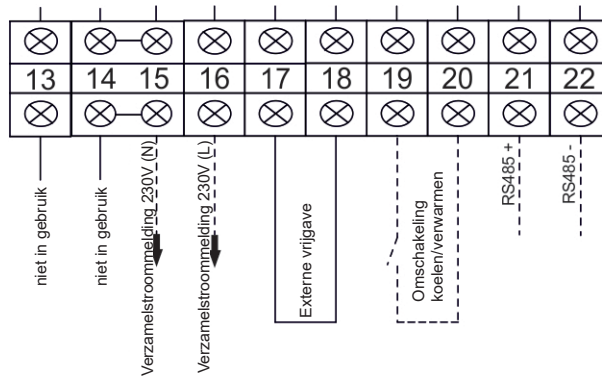 13 14 15 16 17 18 19 20 21 22
niet in gebruik
niet in gebruik
Verzamelstroommelding 230V (N)
Verzamelstroommelding 230V (L)
Externe vrijgave
Omschakeling
koelen/verwarmen
RS485 +
RS485 -